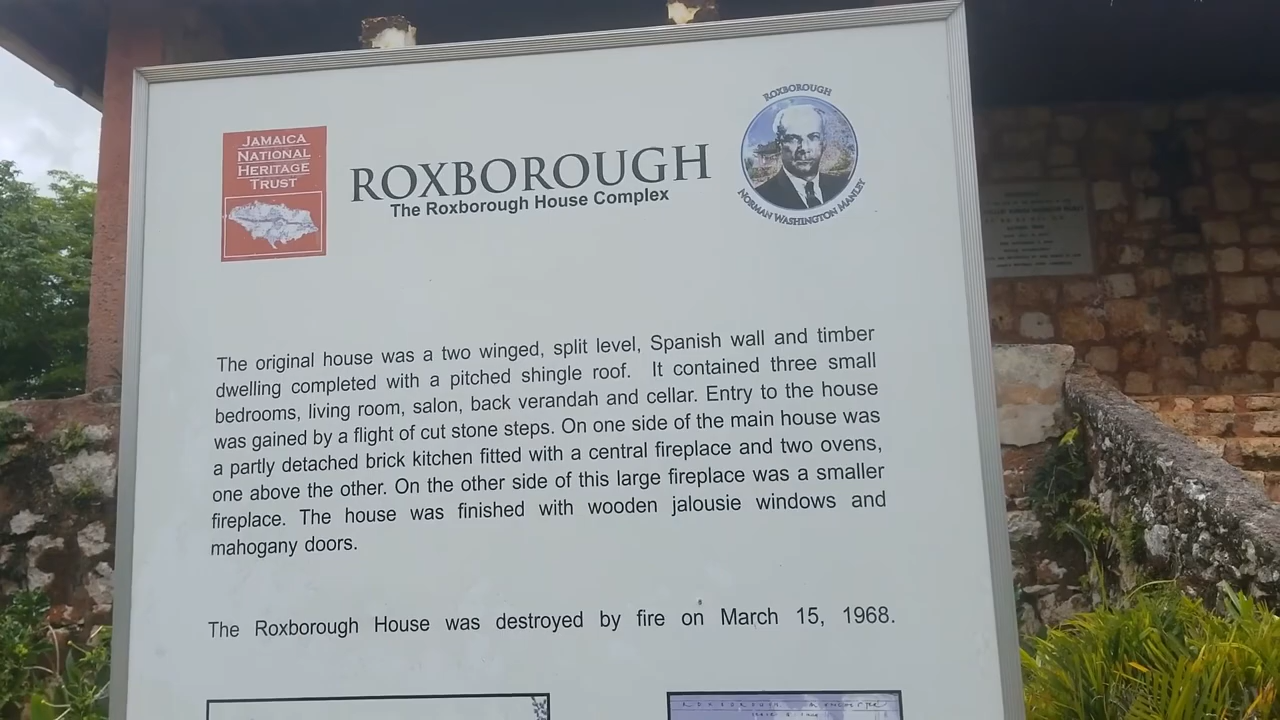 JAMAICA
NATIONAL
HERITAGE
TRUST
ROXBOROUGH
The Roxborough House Complex
ROXBOROUGH
NORMAN WASHINGTON MANLEY
The original house was a two winged, split level, Spanish wall and timber
dwelling completed with a pitched shingle roof. It contained three small
bedrooms, living room, salon, back verandah and cellar. Entry to the house
was gained by a flight of cut stone steps. On one side of the main house was
a partly detached brick kitchen fitted with a central fireplace and two ovens,
one above the other. On the other side of this large fireplace was a smaller
fireplace. The house was finished with wooden jalousie windows and
mahogany doors.
The Roxborough House was destroyed by fire on March 15, 1968.